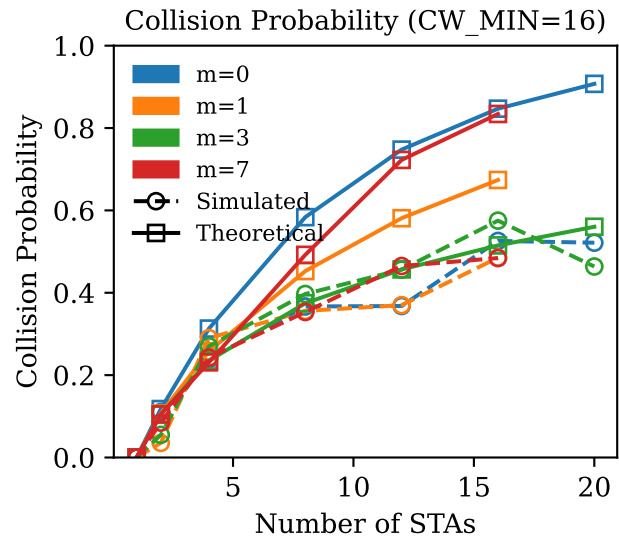 Collision Probability (CW_MIN=16)
Collision Probability
1.0
0.8
0.6
0.4
0.2
0.0
m=0
m=1
m=3
m=7
Simulated
Theoretical
5
10
15
20
Number of STAs